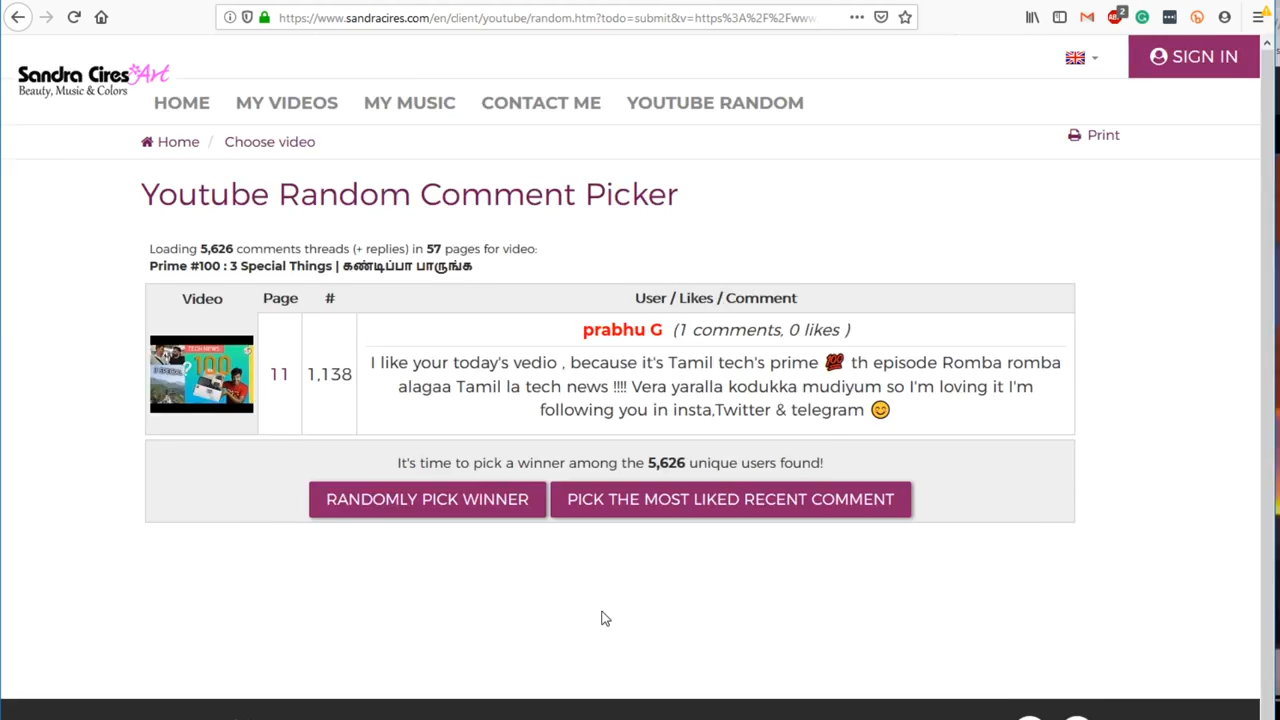 https://www.sandracires.com/en/client/youtube/random.htm?todo=submit&v=https%3A%2F%2Fwww.
2
Sandra Cires Art
Beauty, Music & Colors
SIGN IN
HOME MY VIDEOS MY MUSIC CONTACT ME YOUTUBE RANDOM
Home / Choose video
Print
Youtube Random Comment Picker
Loading 5,626 comments threads (+ replies) in 57 pages for video:
Prime #100 : 3 Special Things | கண்டிப்பா பாருங்க
Video Page # User / Likes / Comment
prabhu G (1 comments, 0 likes )
TECH NEWS
100
3 SPECIAL
11 1,138
I like your today's vedio , because it's Tamil tech's prime 💯 th episode Romba romba
alagaa Tamil la tech news !!!! Vera yaralla kodukka mudiyum so I'm loving it I'm
following you in insta,Twitter & telegram 😊
It's time to pick a winner among the 5,626 unique users found!
RANDOMLY PICK WINNER PICK THE MOST LIKED RECENT COMMENT